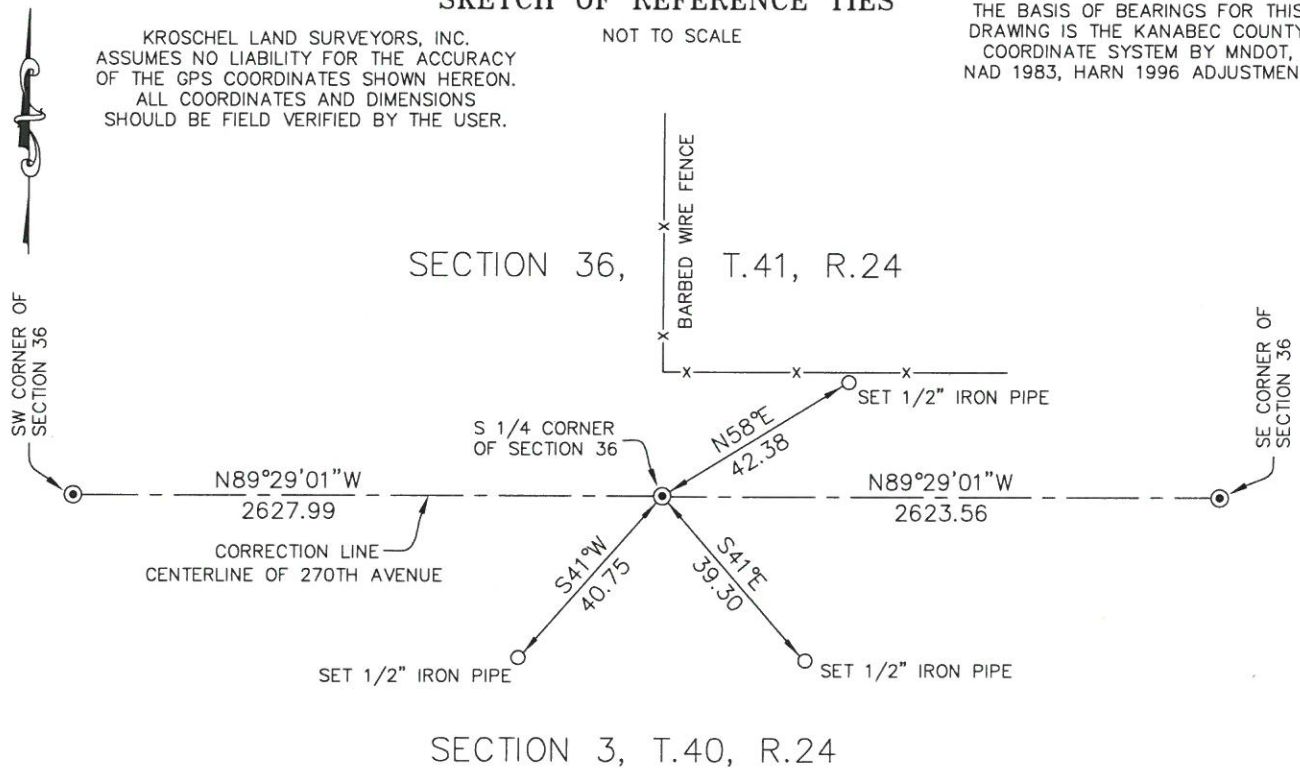 SKETCH OF REFERENCE TIES
NOT TO SCALE
KROSCHEL LAND SURVEYORS, INC.
ASSUMES NO LIABILITY FOR THE ACCURACY
OF THE GPS COORDINATES SHOWN HEREON.
ALL COORDINATES AND DIMENSIONS
SHOULD BE FIELD VERIFIED BY THE USER.
THE BASIS OF BEARINGS FOR THIS
DRAWING IS THE KANABEC COUNTY
COORDINATE SYSTEM BY MNDOT,
NAD 1983, HARN 1996 ADJUSTMEN
BARBED WIRE FENCE
SECTION 36, T.41, R.24
SW CORNER OF
SECTION 36
SE CORNER OF
SECTION 36
SET 1/2" IRON PIPE
S 1/4 CORNER
OF SECTION 36
N58°E
42.38
N89°29'01"W
2627.99
N89°29'01"W
2623.56
CORRECTION LINE
CENTERLINE OF 270TH AVENUE
S41°W
40.75
S41°E
39.30
SET 1/2" IRON PIPE
SET 1/2" IRON PIPE
SECTION 3, T.40, R.24